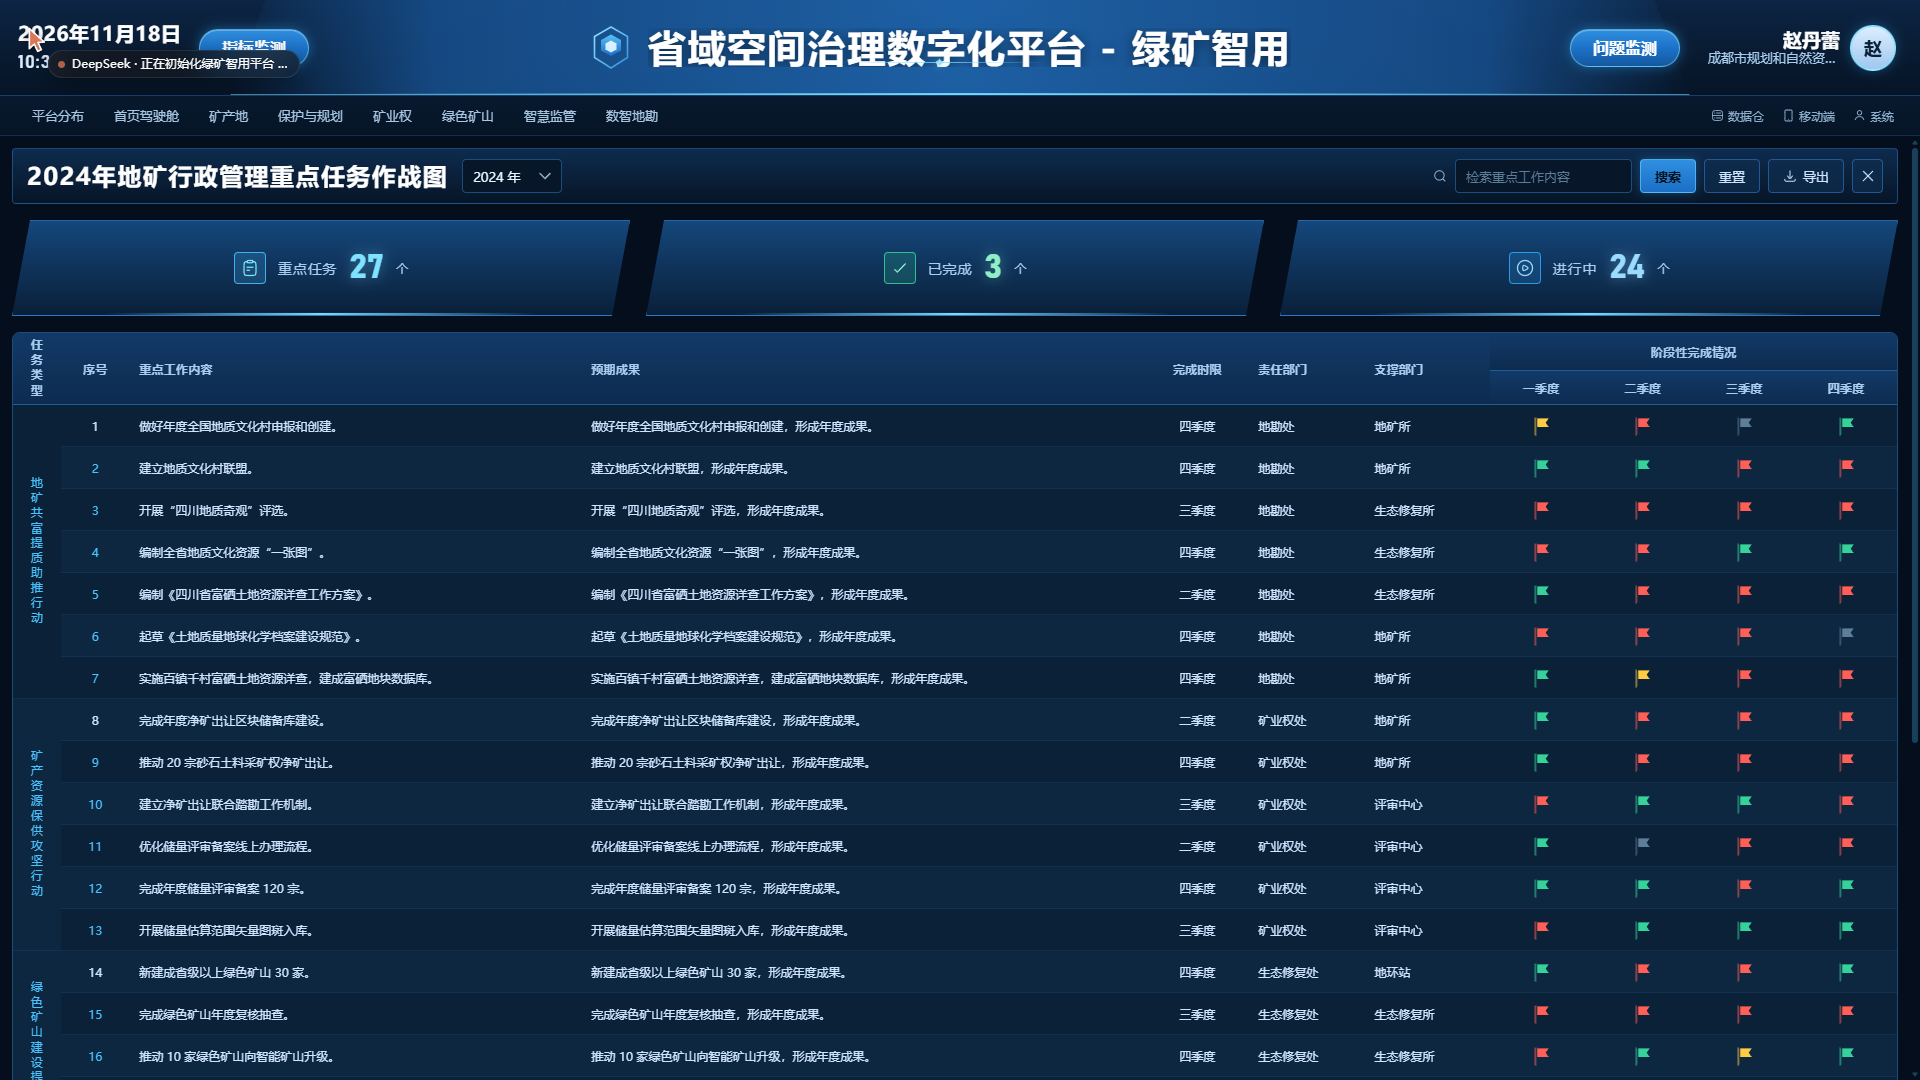 2026年11月18日
10:3
指标监测
DeepSeek · 正在初始化绿矿智用平台 ...
省域空间治理数字化平台 - 绿矿智用
问题监测
赵丹蕾
成都市规划和自然资...
赵
平台分布 首页驾驶舱 矿产地 保护与规划 矿业权 绿色矿山 智慧监管 数智地勘
数据仓 移动端 系统
2024年地矿行政管理重点任务作战图
2024 年
检索重点工作内容
搜索 重置 导出
重点任务 27 个
已完成 3 个
进行中 24 个
任务类型 序号 重点工作内容 预期成果 完成时限 责任部门 支撑部门 阶段性完成情况
一季度 二季度 三季度 四季度
地矿共富提质助推行动
1 做好年度全国地质文化村申报和创建。 做好年度全国地质文化村申报和创建，形成年度成果。 四季度 地勘处 地矿所
2 建立地质文化村联盟。 建立地质文化村联盟，形成年度成果。 四季度 地勘处 地矿所
3 开展“四川地质奇观”评选。 开展“四川地质奇观”评选，形成年度成果。 三季度 地勘处 生态修复所
4 编制全省地质文化资源“一张图”。 编制全省地质文化资源“一张图”，形成年度成果。 四季度 地勘处 生态修复所
5 编制《四川省富硒土地资源详查工作方案》。 编制《四川省富硒土地资源详查工作方案》，形成年度成果。 二季度 地勘处 生态修复所
6 起草《土地质量地球化学档案建设规范》。 起草《土地质量地球化学档案建设规范》，形成年度成果。 四季度 地勘处 地矿所
7 实施百镇千村富硒土地资源详查，建成富硒地块数据库。 实施百镇千村富硒土地资源详查，建成富硒地块数据库，形成年度成果。 四季度 地勘处 地矿所
矿产资源保供攻坚行动
8 完成年度净矿出让区块储备库建设。 完成年度净矿出让区块储备库建设，形成年度成果。 二季度 矿业权处 地矿所
9 推动 20 宗砂石土料采矿权净矿出让。 推动 20 宗砂石土料采矿权净矿出让，形成年度成果。 四季度 矿业权处 地矿所
10 建立净矿出让联合踏勘工作机制。 建立净矿出让联合踏勘工作机制，形成年度成果。 三季度 矿业权处 评审中心
11 优化储量评审备案线上办理流程。 优化储量评审备案线上办理流程，形成年度成果。 二季度 矿业权处 评审中心
12 完成年度储量评审备案 120 宗。 完成年度储量评审备案 120 宗，形成年度成果。 四季度 矿业权处 评审中心
13 开展储量估算范围矢量图斑入库。 开展储量估算范围矢量图斑入库，形成年度成果。 三季度 矿业权处 评审中心
绿色矿山建设提
14 新建成省级以上绿色矿山 30 家。 新建成省级以上绿色矿山 30 家，形成年度成果。 四季度 生态修复处 地环站
15 完成绿色矿山年度复核抽查。 完成绿色矿山年度复核抽查，形成年度成果。 三季度 生态修复处 生态修复所
16 推动 10 家绿色矿山向智能矿山升级。 推动 10 家绿色矿山向智能矿山升级，形成年度成果。 四季度 生态修复处 生态修复所